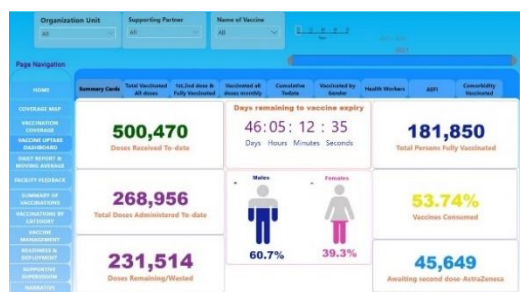 Organization Unit
All
Supporting Partner
All
Name of Vaccine
All
Page Navigation
HOME
COVERAGE MAP
VACCINATION
COVERAGE
VACCINE UPTAKE
DASHBOARD
DAILY REPORT &
MOVING AVERAGE
FACILITY FEEDBACK
SUMMARY OF
VACCINATIONS
VACCINATIONS BY
CATEGORY
VACCINE
MANAGEMENT
READINESS &
DEPLOYMENT
SUPPORTIVE
SUPERVISION
NARRATIVE
Summary Cards
Total Vaccinated
All doses
1st,2nd dose &
Fully Vaccinated
Vaccinated all
doses monthly
Cumulative
Todate
Vaccinated by
Gender
Health Workers
AEFI
Comorbidity
Vaccinated
500,470
Doses Received To-date
Days remaining to vaccine expiry
46:05: 12 : 35
Days Hours Minutes Seconds
181,850
Total Persons Fully Vaccinated
268,956
Total Doses Administered To-date
Males
60.7%
Females
39.3%
53.74%
Vaccines Consumed
231,514
Doses Remaining/Wasted
45,649
Awaiting second dose-AstraZeneca